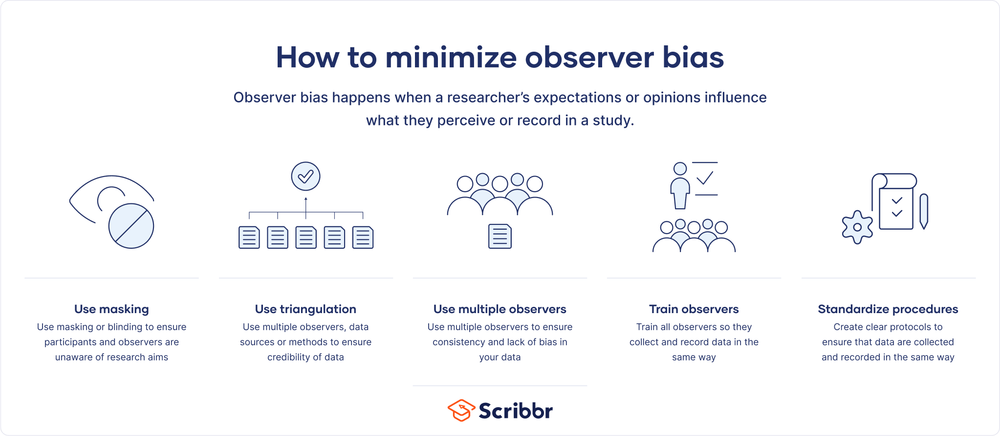 How to minimize observer bias
Observer bias happens when a researcher’s expectations or opinions influence
what they perceive or record in a study.
Use masking
Use masking or blinding to ensure
participants and observers are
unaware of research aims
Use triangulation
Use multiple observers, data
sources or methods to ensure
credibility of data
Use multiple observers
Use multiple observers to ensure
consistency and lack of bias in
your data
Train observers
Train all observers so they
collect and record data in the
same way
Standardize procedures
Create clear protocols to
ensure that data are collected
and recorded in the same way
Scribbr